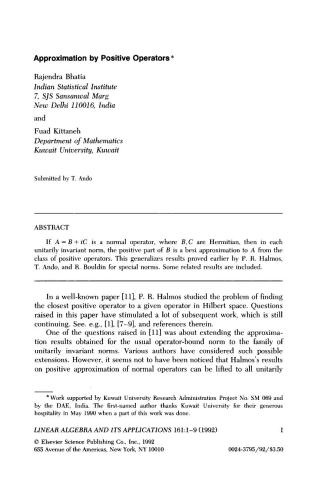 Approximation by Positive Operators*
Rajendra Bhatia
Indian Statistical Institute
7, SJS Sansanwal Marg
New Delhi 110016, India
and
Fuad Kittaneh
Department of Mathematics
Kuwait University, Kuwait
Submitted by T. Ando
ABSTRACT
If A = B + iC is a normal operator, where B, C are Hermitian, then in each
unitarily invariant norm, the positive part of B is a best approximation to A from the
class of positive operators. This generalizes results proved earlier by P. R. Halmos,
T. Ando, and R. Bouldin for special norms. Some related results are included.
In a well-known paper [11], P. R. Halmos studied the problem of finding
the closest positive operator to a given operator in Hilbert space. Questions
raised in this paper have stimulated a lot of subsequent work, which is still
continuing. See. e.g., [1], [7–9], and references therein.
One of the questions raised in [11] was about extending the approxima-
tion results obtained for the usual operator-bound norm to the family of
unitarily invariant norms. Various authors have considered such possible
extensions. However, it seems not to have been noticed that Halmos's results
on positive approximation of normal operators can be lifted to all unitarily
*Work supported by Kuwait University Research Administration Project No. SM 069 and
by the DAE, India. The first-named author thanks Kuwait University for their generous
hospitality in May 1990 when a part of this work was done.
LINEAR ALGEBRA AND ITS APPLICATIONS 161:1–9 (1992) 1
© Elsevier Science Publishing Co., Inc., 1992
655 Avenue of the Americas, New York, NY 10010 0024-3795/92/$3.50